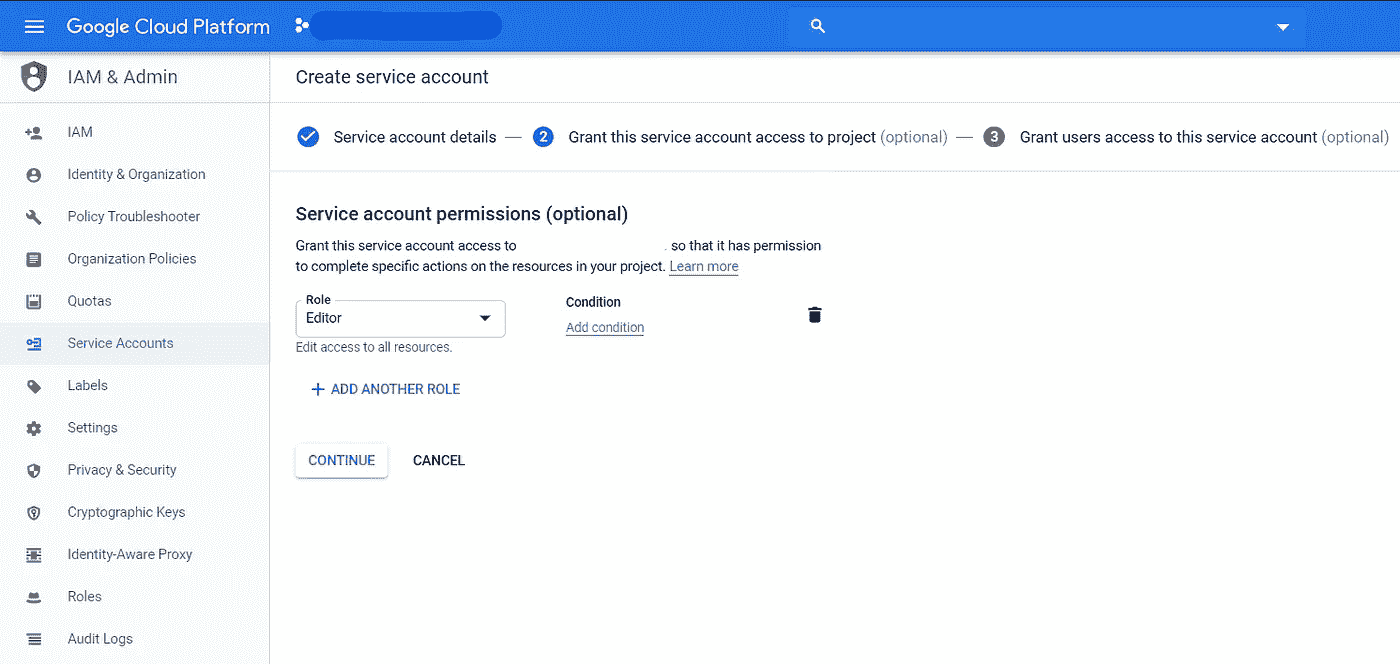 Google Cloud Platform
IAM & Admin
Create service account
IAM
Identity & Organization
Policy Troubleshooter
Organization Policies
Quotas
Service Accounts
Labels
Settings
Privacy & Security
Cryptographic Keys
Identity-Aware Proxy
Roles
Audit Logs
Service account details — 2 Grant this service account access to project (optional) — 3 Grant users access to this service account (optional)
Service account permissions (optional)
Grant this service account access to . so that it has permission
to complete specific actions on the resources in your project. Learn more
Role
Editor
Edit access to all resources.
Condition
Add condition
+ ADD ANOTHER ROLE
CONTINUE CANCEL